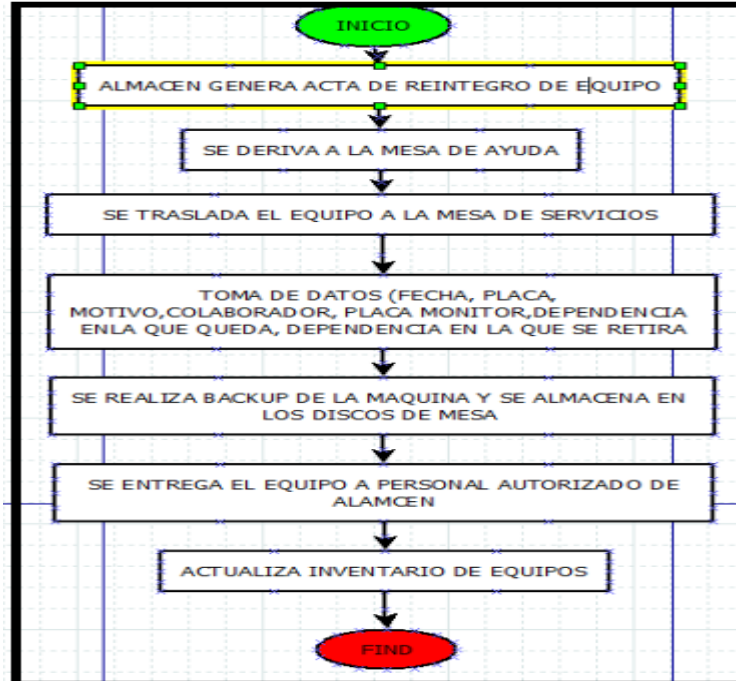 INICIO
ALMACEN GENERA ACTA DE REINTEGRO DE EQUIPO
SE DERIVA A LA MESA DE AYUDA
SE TRASLADA EL EQUIPO A LA MESA DE SERVICIOS
TOMA DE DATOS (FECHA, PLACA,
MOTIVO,COLABORADOR, PLACA MONITOR,DEPENDENCIA
ENLA QUE QUEDA, DEPENDENCIA EN LA QUE SE RETIRA
SE REALIZA BACKUP DE LA MAQUINA Y SE ALMACENA EN
LOS DISCOS DE MESA
SE ENTREGA EL EQUIPO A PERSONAL AUTORIZADO DE
ALAMCEN
ACTUALIZA INVENTARIO DE EQUIPOS
FIND